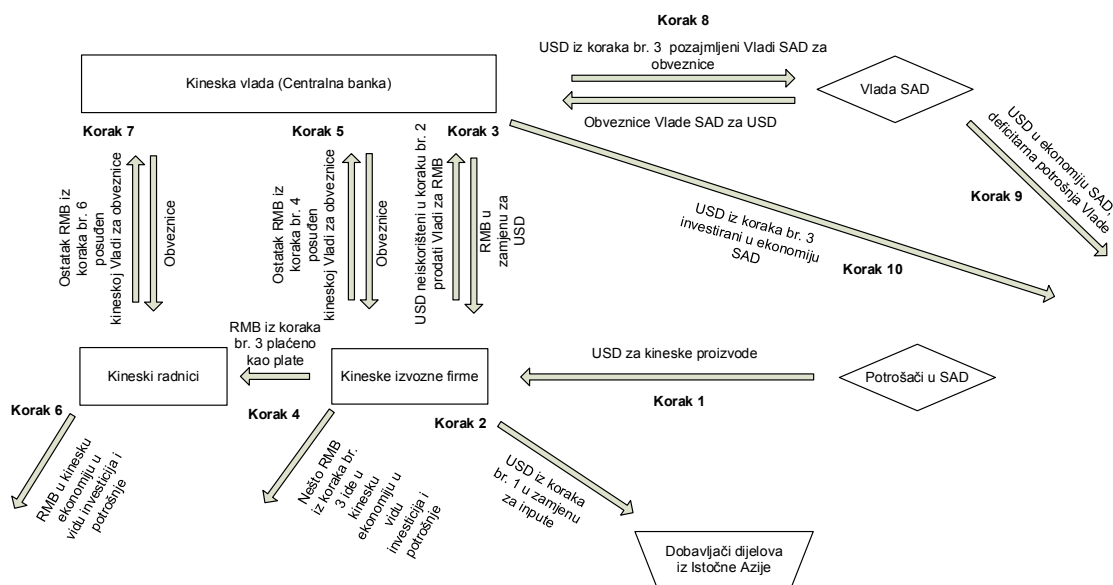 Korak 8
USD iz koraka br. 3 pozajmljeni Vladi SAD za
obveznice
Kineska vlada (Centralna banka)
Vlada SAD
Obveznice Vlade SAD za USD
Korak 7
Korak 5
Korak 3
Ostatak RMB iz
koraka br. 6
posuđen
kineskoj Vladi za obveznice
Obveznice
Ostatak RMB iz
koraka br. 4
posuđen
kineskoj Vladi za obveznice
Obveznice
USD neiskorišteni u koraku br. 2
prodati Vladi za RMB
RMB u
zamjenu za
USD
USD u ekonomiju SAD,
deficitarna potrošnja
Vlade
Korak 9
USD iz koraka br. 3
investirani u ekonomiju
SAD
Korak 10
RMB iz koraka
br. 3 plaćeno
kao plate
USD za kineske proizvode
Kineski radnici
Kineske izvozne firme
Potrošači u SAD
Korak 1
Korak 6
Korak 4
Korak 2
RMB u kinesku
ekonomiju u
vidu investicija i
potrošnje
Nešto RMB
iz koraka br.
3 ide u
kinesku
ekonomiju u
vidu
investicija i
potrošnje
USD iz koraka
br. 1 u zamjenu
za inpute
Dobavljači dijelova
iz Istočne Azije